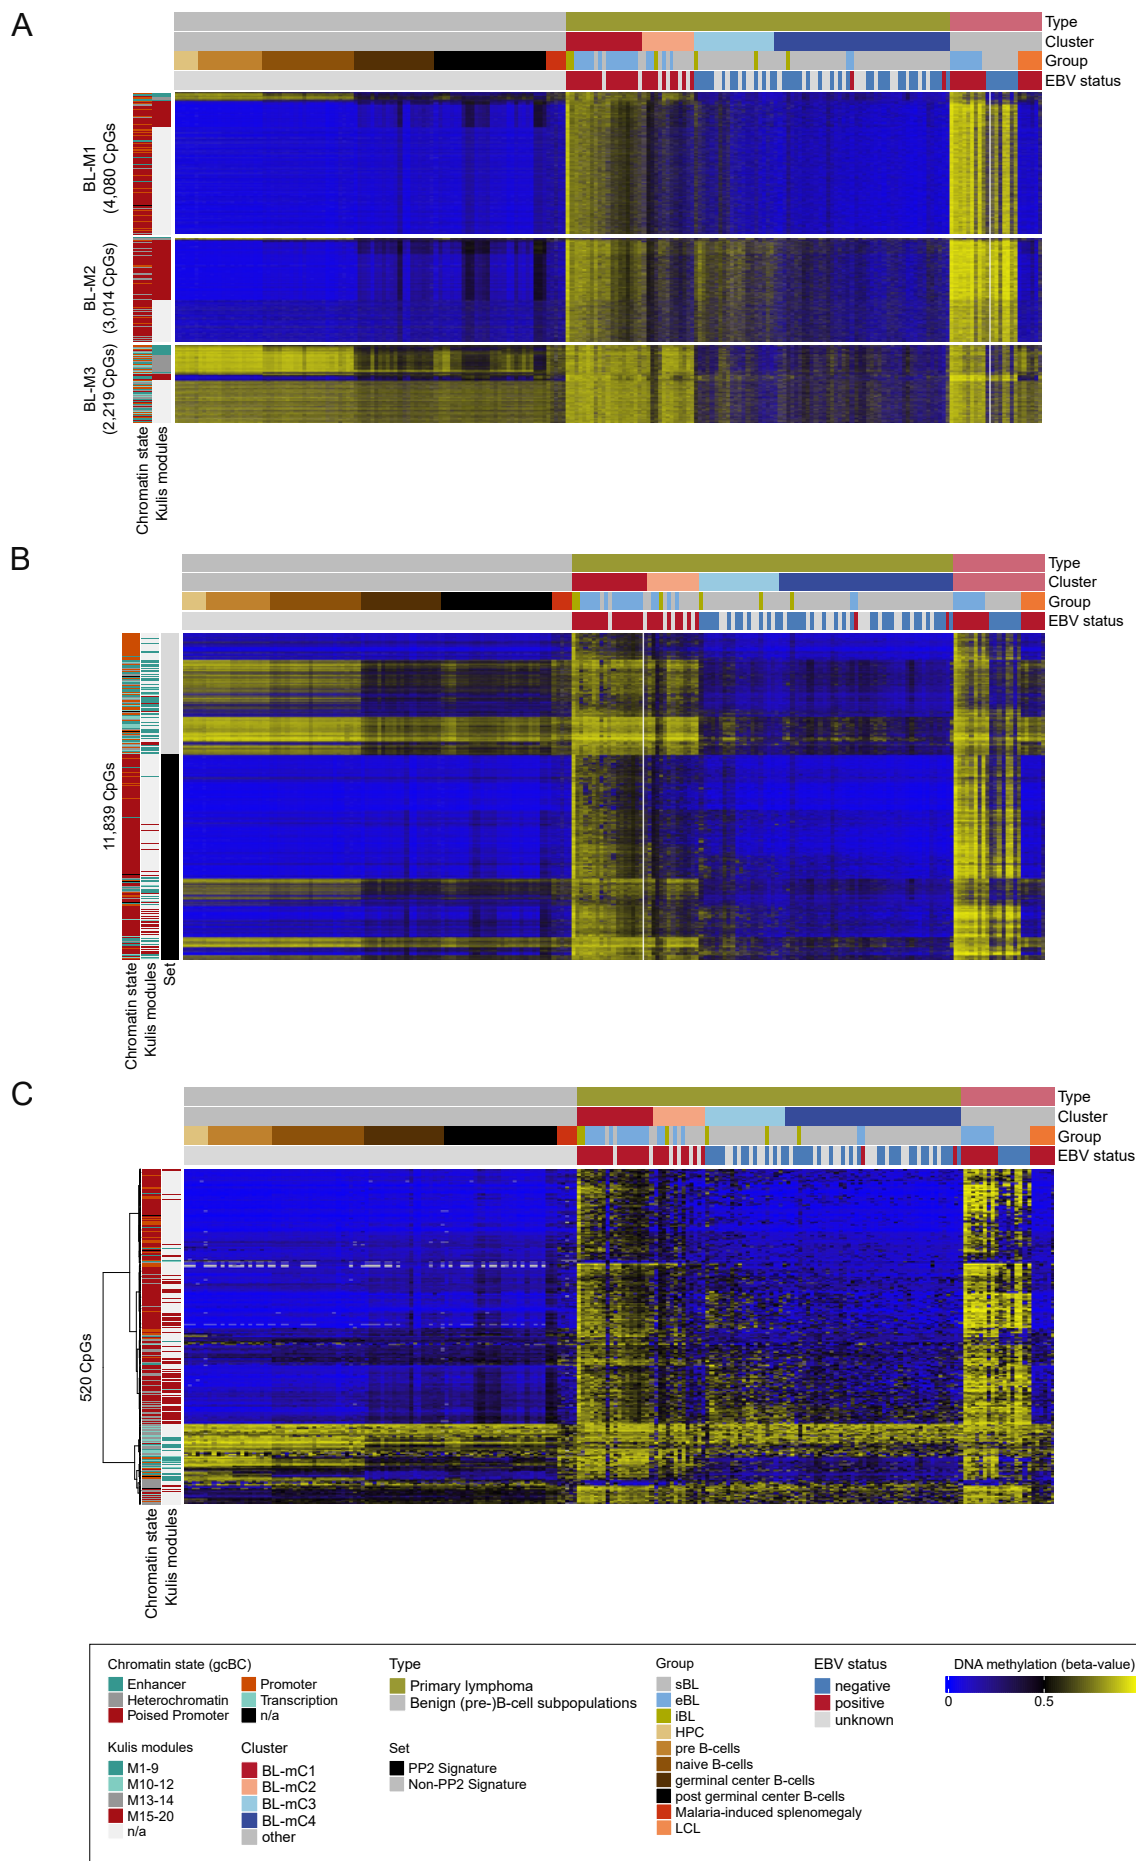 A
Type
Cluster
Group
EBV status
BL-M1
(4,080 CpGs)
BL-M2
(3,014 CpGs)
BL-M3
(2,219 CpGs)
Chromatin state
Kulis modules
B
Type
Cluster
Group
EBV status
11,839 CpGs
Chromatin state
Kulis modules
Set
C
Type
Cluster
Group
EBV status
520 CpGs
Chromatin state
Kulis modules
Chromatin state (gcBC)
Enhancer
Heterochromatin
Poised Promoter
Promoter
Transcription
n/a
Kulis modules
M1-9
M10-12
M13-14
M15-20
n/a
Cluster
BL-mC1
BL-mC2
BL-mC3
BL-mC4
other
Type
Primary lymphoma
Benign (pre-)B-cell subpopulations
Set
PP2 Signature
Non-PP2 Signature
Group
sBL
eBL
iBL
HPC
pre B-cells
naive B-cells
germinal center B-cells
post germinal center B-cells
Malaria-induced splenomegaly
LCL
EBV status
negative
positive
unknown
DNA methylation (beta-value)
0 0.5